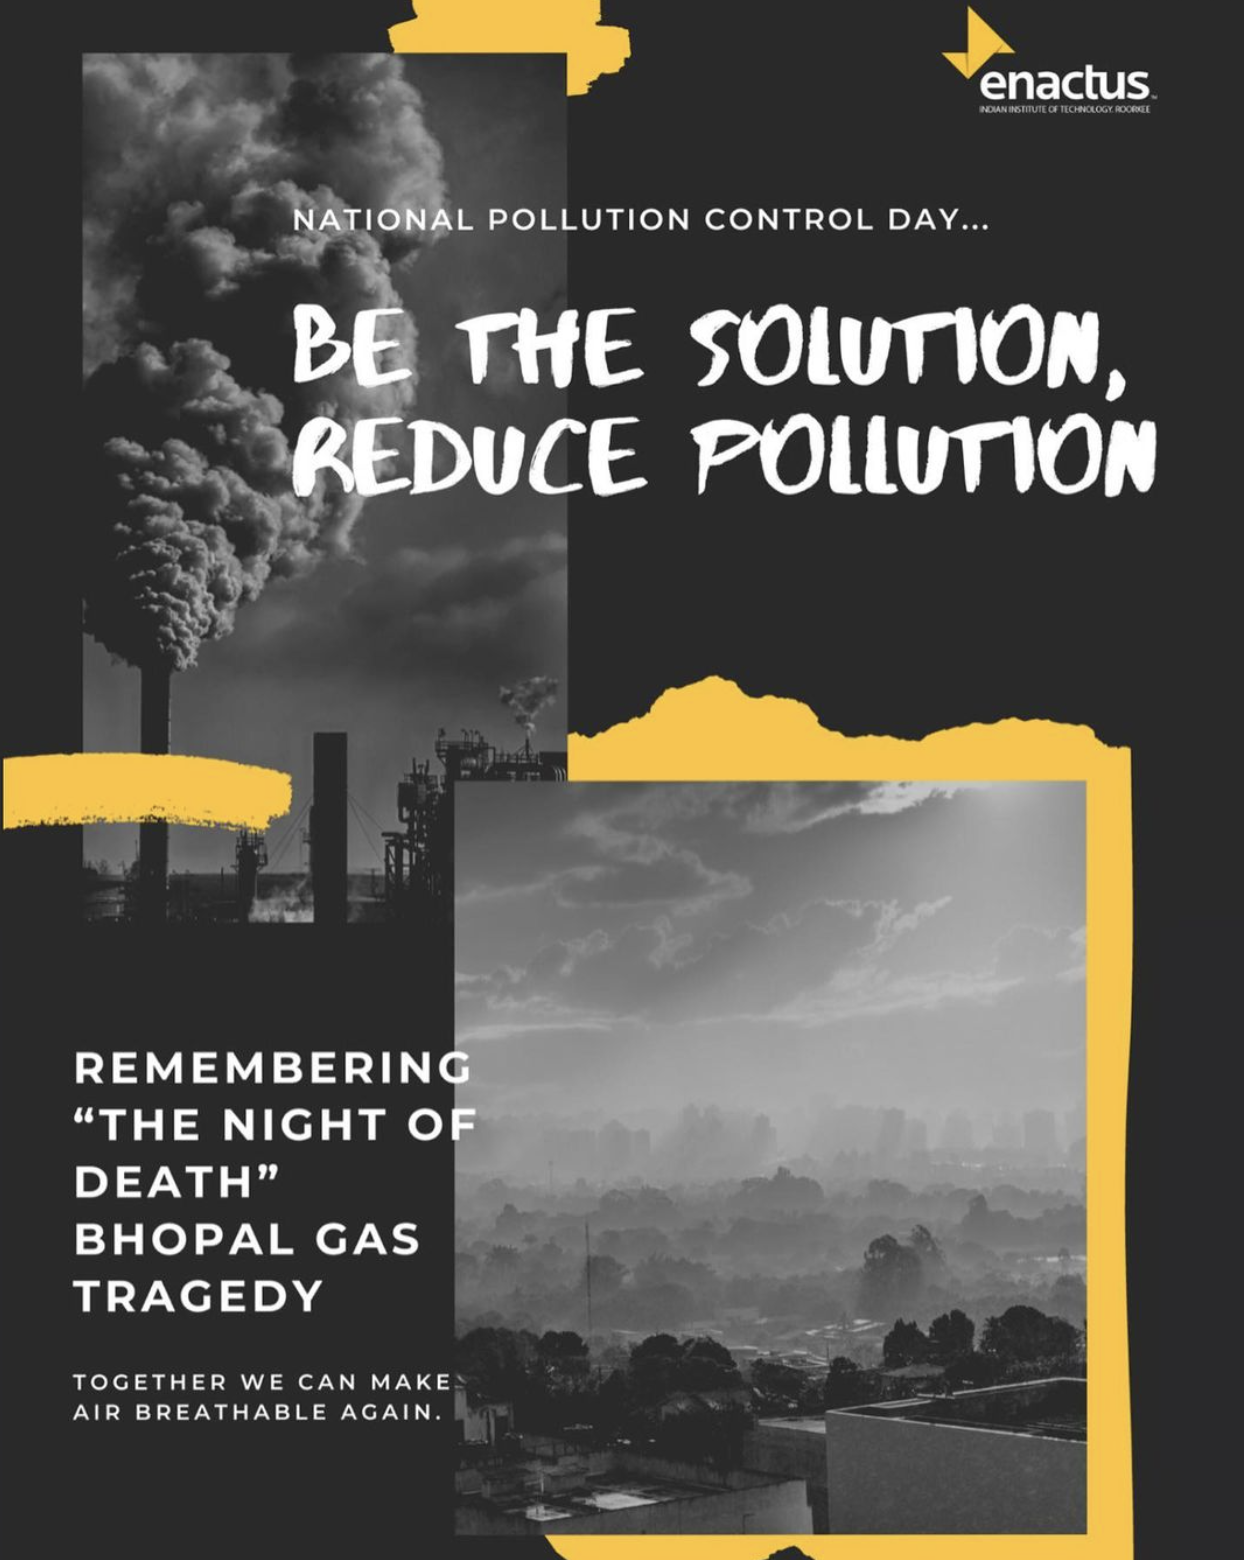 enactus
INDIAN INSTITUTE OF TECHNOLOGY ROORKEE
NATIONAL POLLUTION CONTROL DAY...
BE THE SOLUTION,
REDUCE POLLUTION
REMEMBERING
“THE NIGHT OF
DEATH”
BHOPAL GAS
TRAGEDY
TOGETHER WE CAN MAKE
AIR BREATHABLE AGAIN.